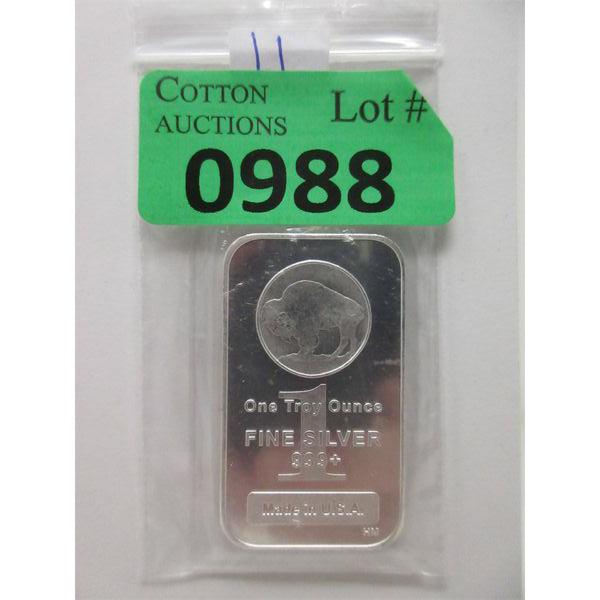 11
COTTON
AUCTIONS
Lot #
0988
1
One Troy Ounce
FINE SILVER
999+
Made in U.S.A.
HM